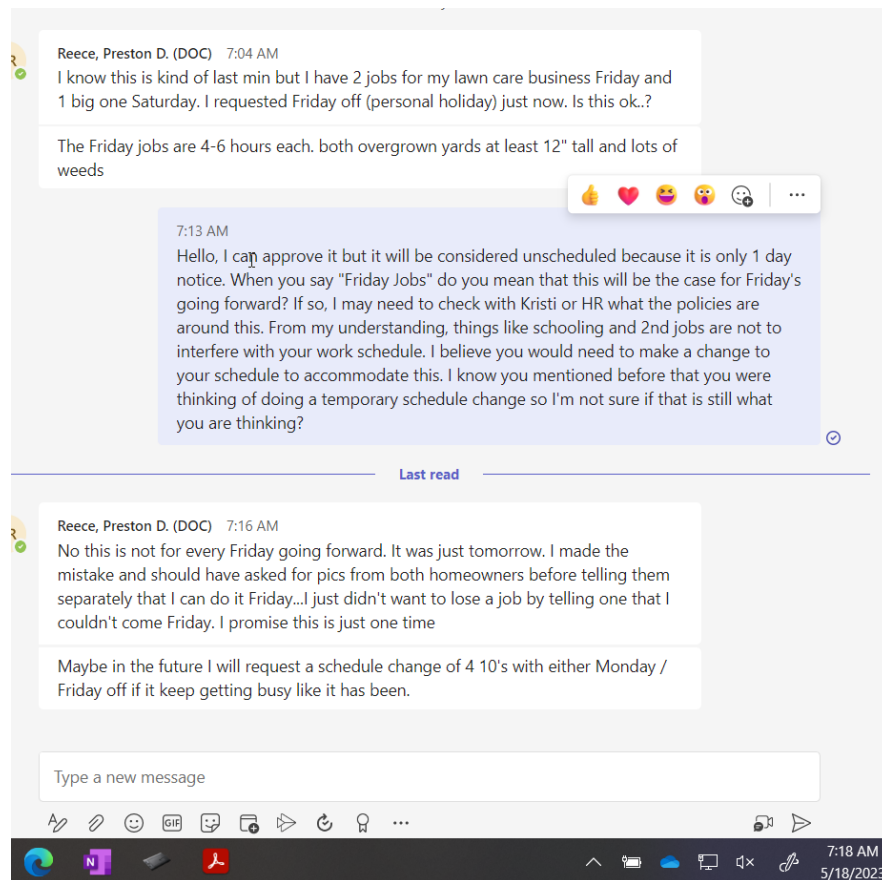 Reece, Preston D. (DOC) 7:04 AM
I know this is kind of last min but I have 2 jobs for my lawn care business Friday and
1 big one Saturday. I requested Friday off (personal holiday) just now. Is this ok..?
The Friday jobs are 4-6 hours each. both overgrown yards at least 12" tall and lots of
weeds
7:13 AM
Hello, I can approve it but it will be considered unscheduled because it is only 1 day
notice. When you say "Friday Jobs" do you mean that this will be the case for Friday's
going forward? If so, I may need to check with Kristi or HR what the policies are
around this. From my understanding, things like schooling and 2nd jobs are not to
interfere with your work schedule. I believe you would need to make a change to
your schedule to accommodate this. I know you mentioned before that you were
thinking of doing a temporary schedule change so I'm not sure if that is still what
you are thinking?
Last read
R
Reece, Preston D. (DOC) 7:16 AM
No this is not for every Friday going forward. It was just tomorrow. I made the
mistake and should have asked for pics from both homeowners before telling them
separately that I can do it Friday...I just didn't want to lose a job by telling one that I
couldn't come Friday. I promise this is just one time
Maybe in the future I will request a schedule change of 4 10's with either Monday /
Friday off if it keep getting busy like it has been.
Type a new message
GIF
N
7:18 AM
5/18/2023